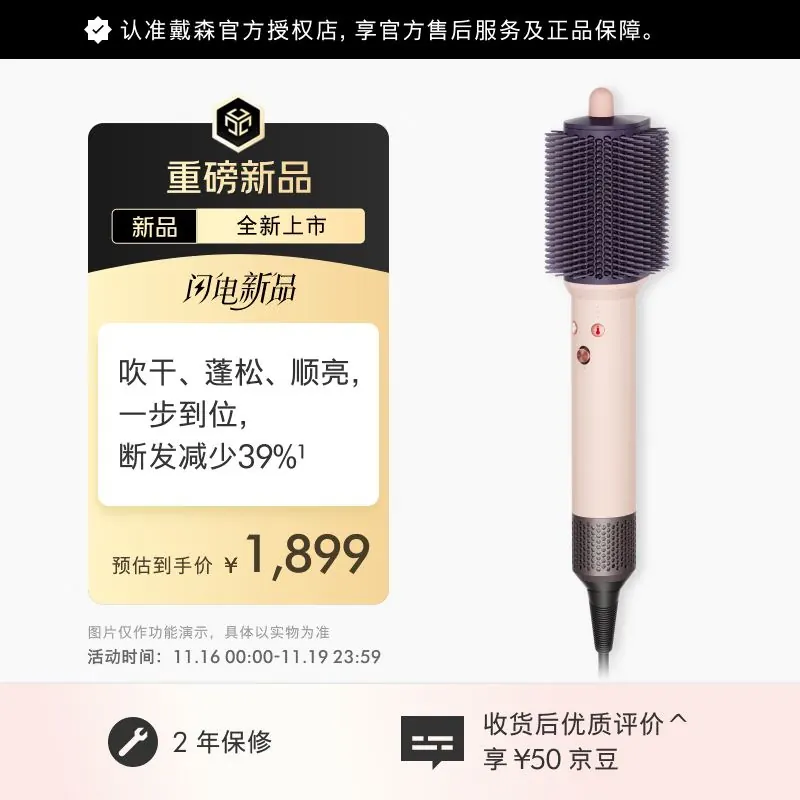 认准戴森官方授权店, 享官方售后服务及正品保障。
重磅新品
新品 全新上市
闪电新品
吹干、蓬松、顺亮,
一步到位,
断发减少39%¹
预估到手价 ¥1,899
图片仅作功能演示，具体以实物为准
活动时间：11.16 00:00-11.19 23:59
2 年保修
收货后优质评价^
享 ¥50 京豆